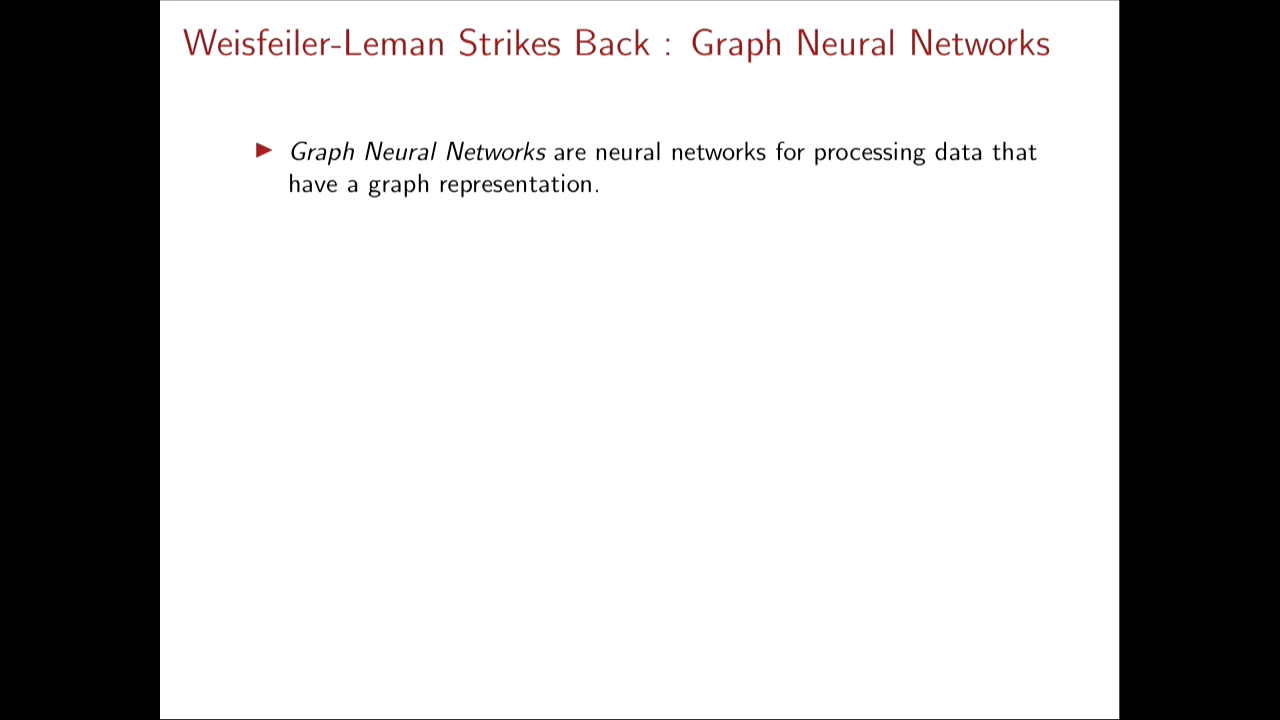 Weisfeiler-Leman Strikes Back : Graph Neural Networks
▶ Graph Neural Networks are neural networks for processing data that
have a graph representation.